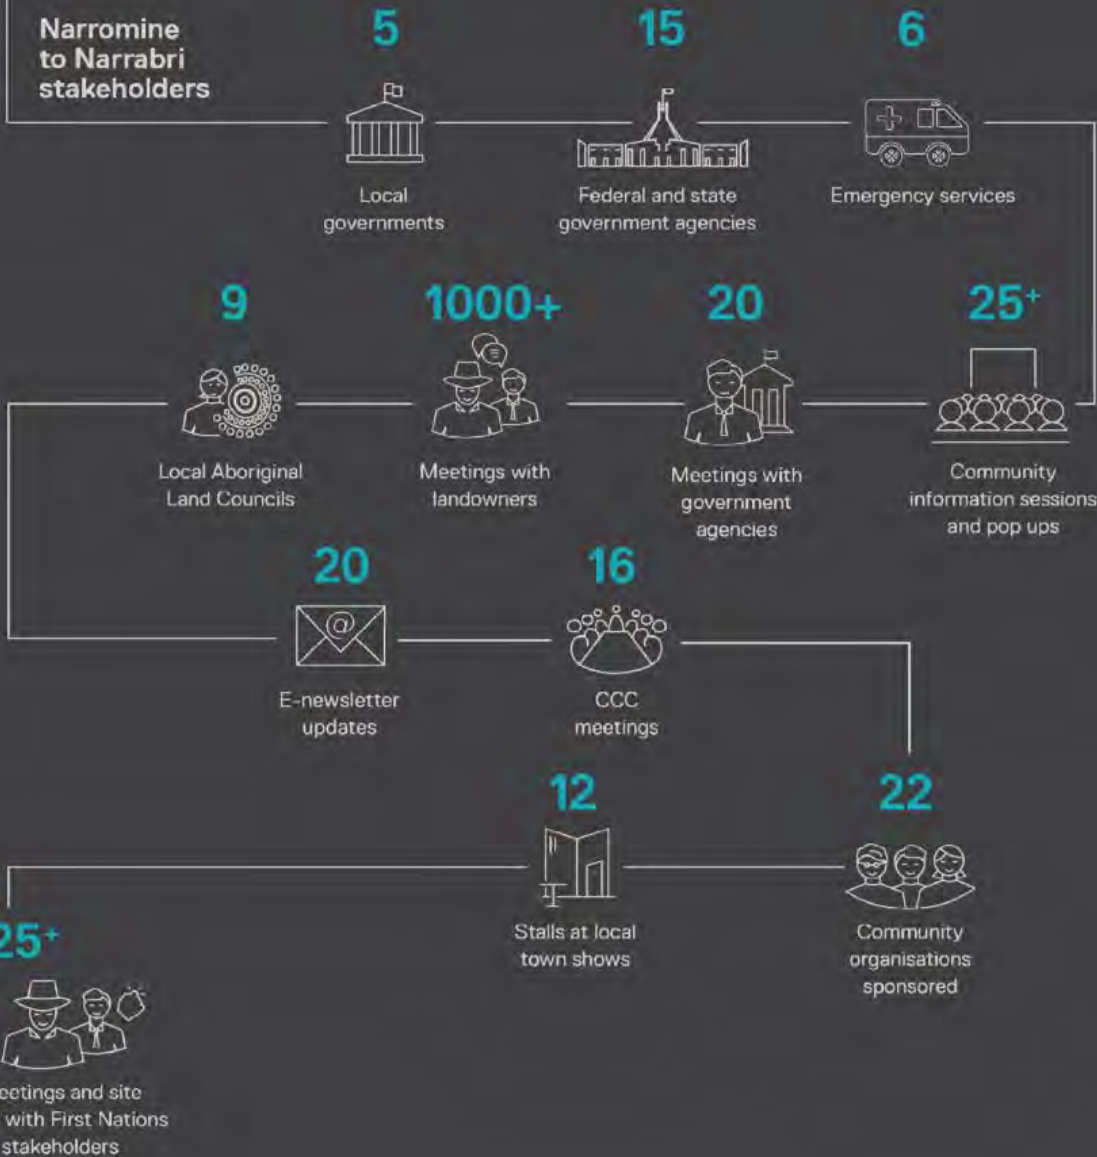 Narromine
to Narrabri
stakeholders
5
Local
governments
15
Federal and state
government agencies
6
Emergency services
9
Local Aboriginal
Land Councils
1000+
Meetings with
landowners
20
Meetings with
government
agencies
25+
Community
information sessions
and pop ups
20
@
E-newsletter
updates
16
CCC
meetings
12
Stalls at local
town shows
22
Community
organisations
sponsored
25+
eetings and site
with First Nations
stakeholders